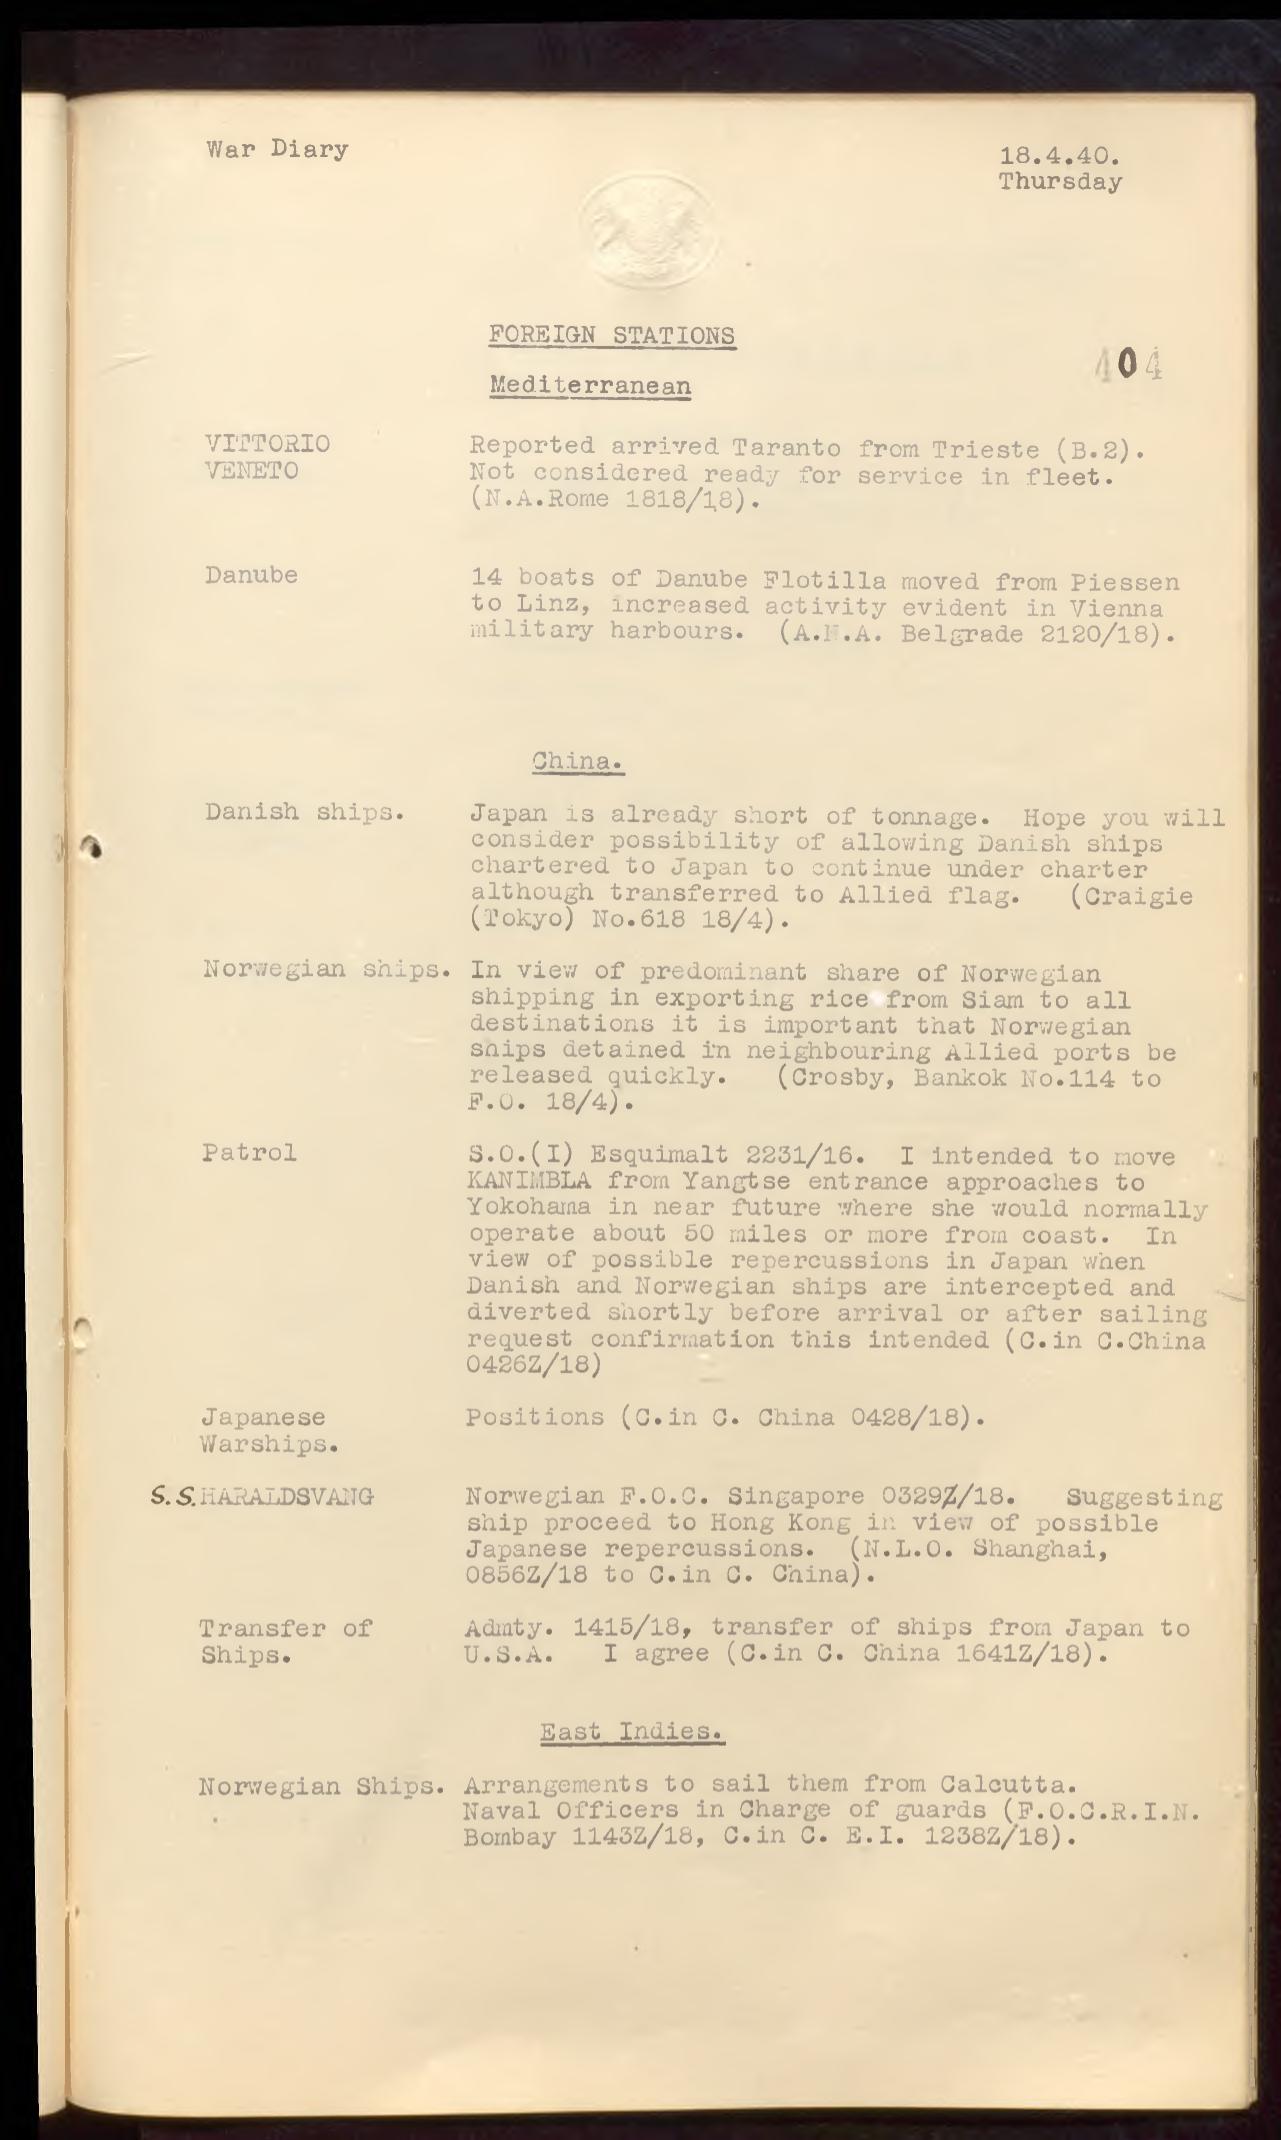 War Diary
18.4.40.
Thursday
FOREIGN STATIONS
404
Mediterranean
VITTORIO
VENETO
Reported arrived Taranto from Trieste (B.2).
Not considered ready for service in fleet.
(N.A.Rome 1818/18).
Danube
14 boats of Danube Flotilla moved from Piessen
to Linz, increased activity evident in Vienna
military harbours. (A.N.A. Belgrade 2120/18).
China.
Danish ships.
Japan is already short of tonnage. Hope you will
consider possibility of allowing Danish ships
chartered to Japan to continue under charter
although transferred to Allied flag. (Craigie
(Tokyo) No.618 18/4).
Norwegian ships.
In view of predominant share of Norwegian
shipping in exporting rice from Siam to all
destinations it is important that Norwegian
ships detained in neighbouring Allied ports be
released quickly. (Crosby, Bankok No.114 to
F.O. 18/4).
Patrol
S.O.(I) Esquimalt 2231/16. I intended to move
KANIMBLA from Yangtse entrance approaches to
Yokohama in near future where she would normally
operate about 50 miles or more from coast. In
view of possible repercussions in Japan when
Danish and Norwegian ships are intercepted and
diverted shortly before arrival or after sailing
request confirmation this intended (C.in C.China
0426Z/18)
Japanese
Warships.
Positions (C.in C. China 0428/18).
S.S. HARALDSVANG
Norwegian F.O.C. Singapore 0329Z/18. Suggesting
ship proceed to Hong Kong in view of possible
Japanese repercussions. (N.L.O. Shanghai,
0856Z/18 to C.in C. China).
Transfer of
Ships.
Admty. 1415/18, transfer of ships from Japan to
U.S.A. I agree (C.in C. China 1641Z/18).
East Indies.
Norwegian Ships.
Arrangements to sail them from Calcutta.
Naval Officers in Charge of guards (F.O.C.R.I.N.
Bombay 1143Z/18, C.in C. E.I. 1238Z/18).